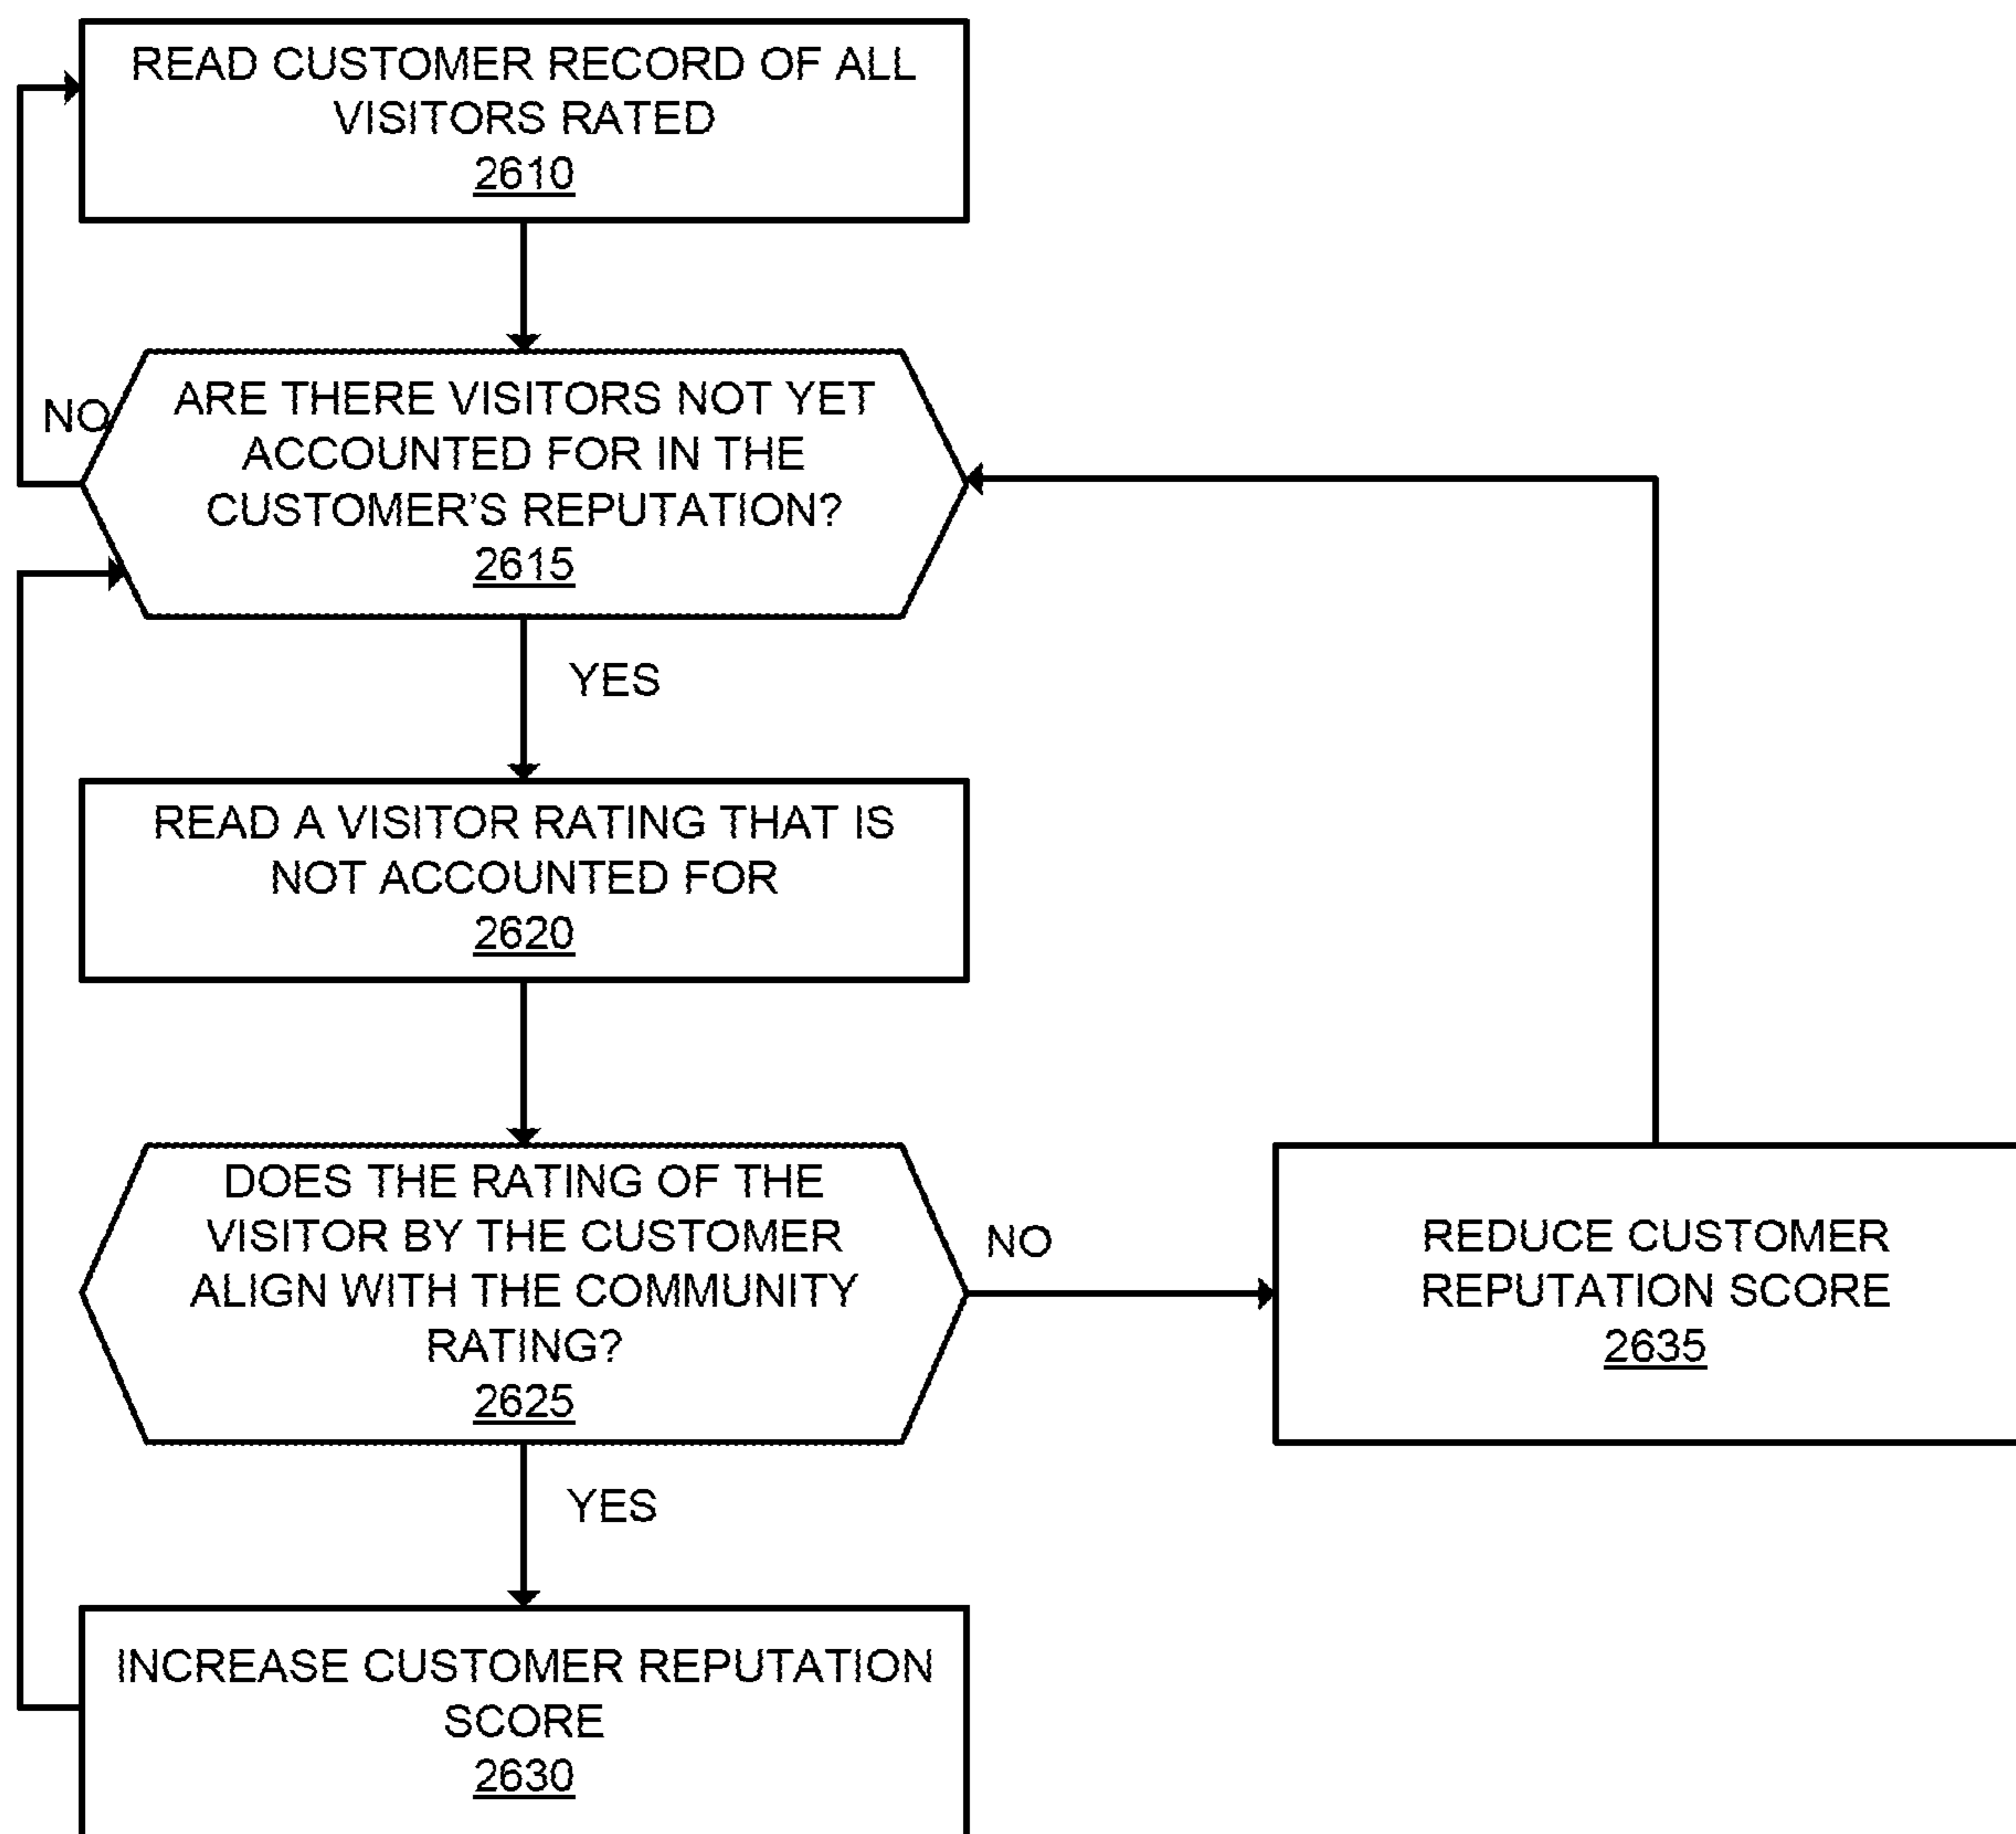 READ CUSTOMER RECORD OF ALL
VISITORS RATED
2610
NO
ARE THERE VISITORS NOT YET
ACCOUNTED FOR IN THE
CUSTOMER'S REPUTATION?
2615
YES
READ A VISITOR RATING THAT IS
NOT ACCOUNTED FOR
2620
DOES THE RATING OF THE
VISITOR BY THE CUSTOMER
ALIGN WITH THE COMMUNITY
RATING?
2625
NO
REDUCE CUSTOMER
REPUTATION SCORE
2635
YES
INCREASE CUSTOMER REPUTATION
SCORE
2630